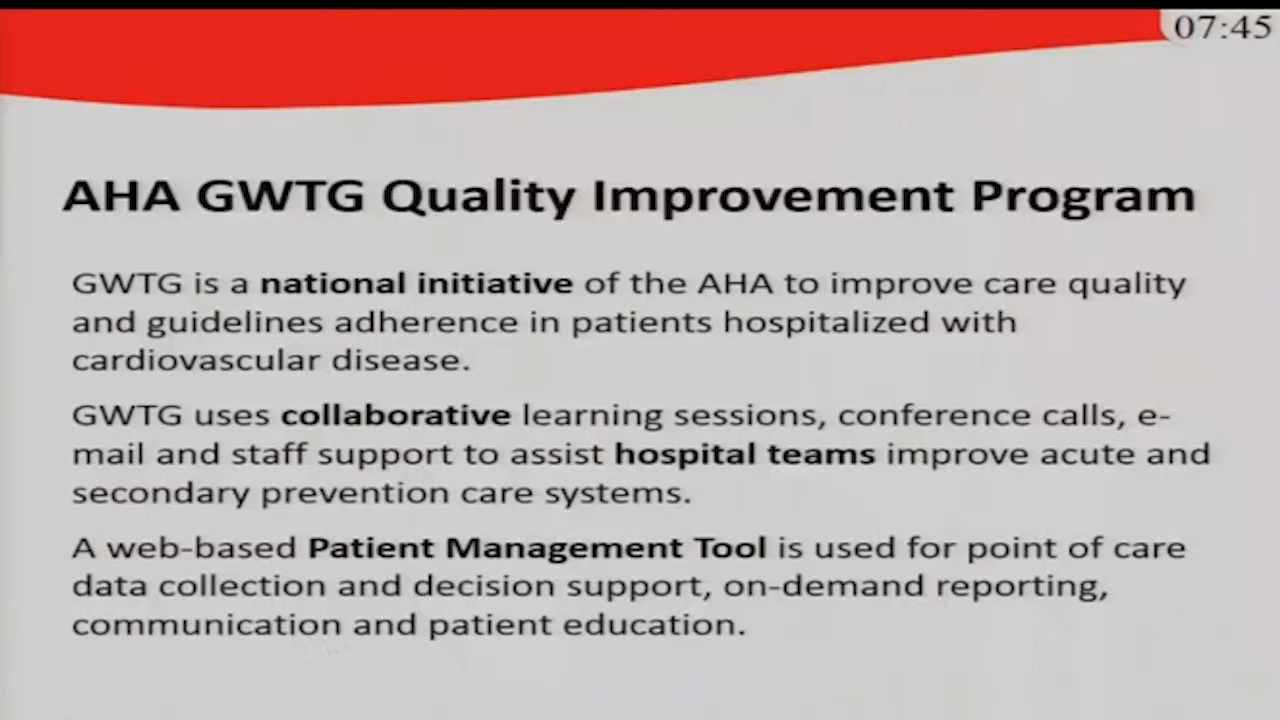 07:45
AHA GWTG Quality Improvement Program
GWTG is a national initiative of the AHA to improve care quality
and guidelines adherence in patients hospitalized with
cardiovascular disease.
GWTG uses collaborative learning sessions, conference calls, e-
mail and staff support to assist hospital teams improve acute and
secondary prevention care systems.
A web-based Patient Management Tool is used for point of care
data collection and decision support, on-demand reporting,
communication and patient education.